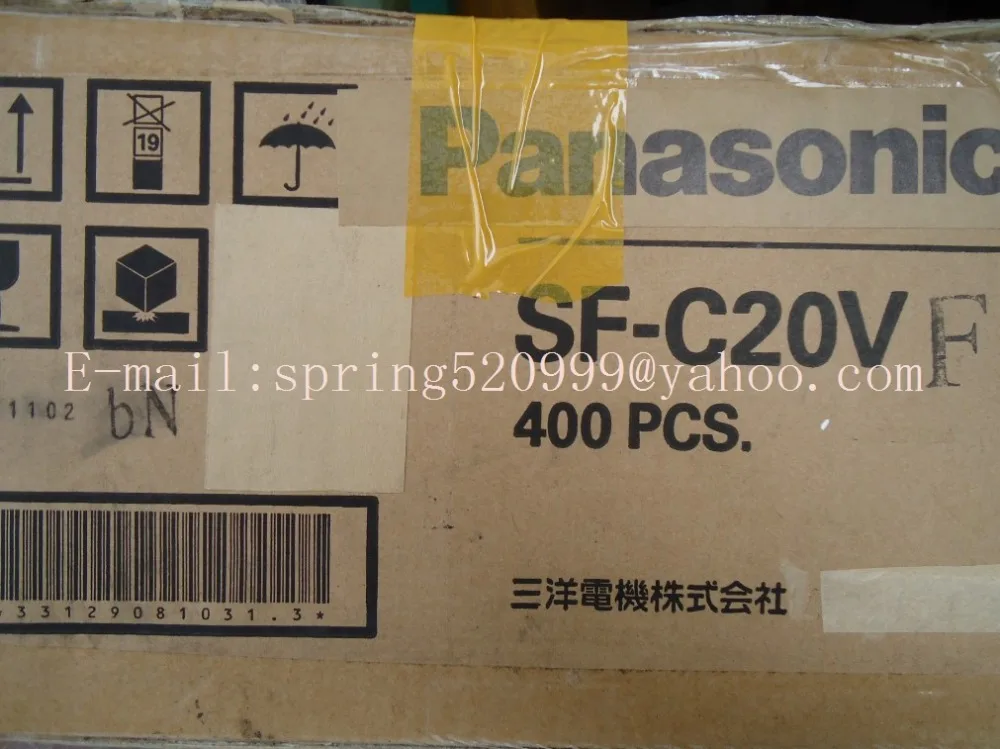 19
Panasonic
SF-C20V F
E-mail:spring520999@yahoo.com
1102 bN
400 PCS.
*33129081031.3*
三洋電機株式会社